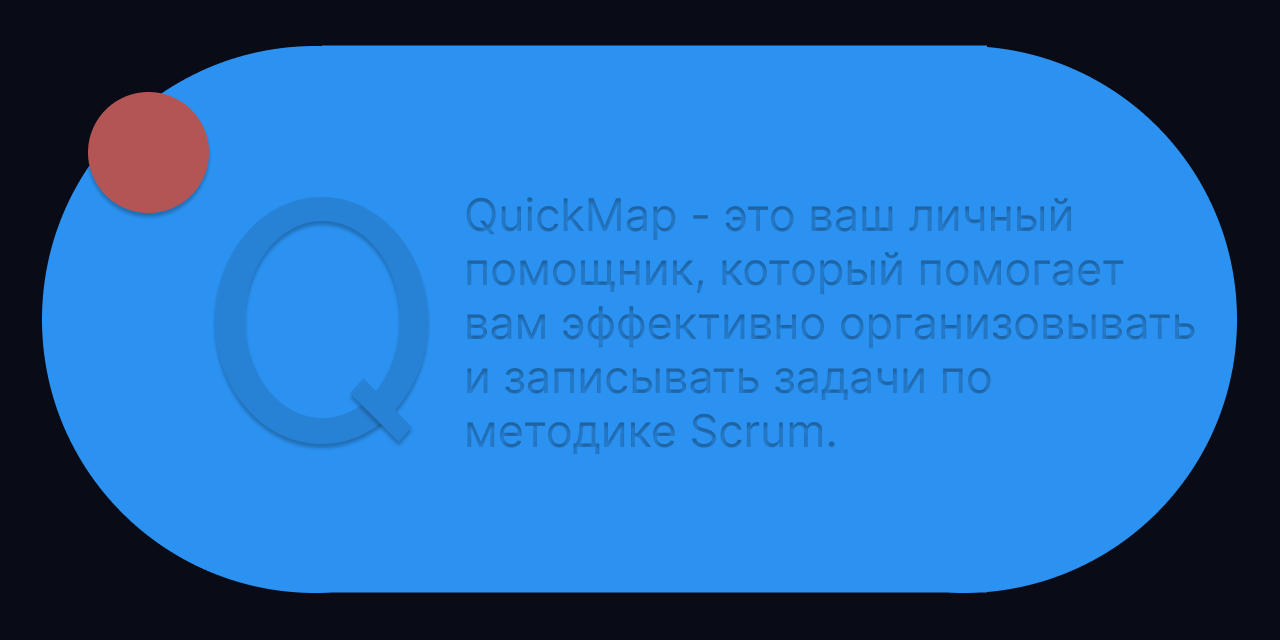 Q
QuickMap - это ваш личный
помощник, который помогает
вам эффективно организовывать
и записывать задачи по
методике Scrum.